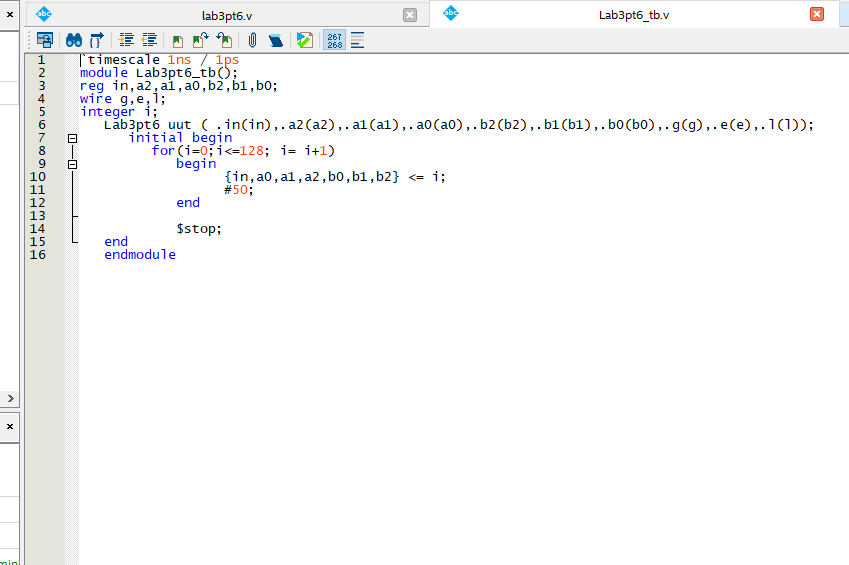 lab3pt6.v
Lab3pt6_tb.v
267
268
1 `timescale 1ns / 1ps
2 module Lab3pt6_tb();
3 reg in,a2,a1,a0,b2,b1,b0;
4 wire g,e,l;
5 integer i;
6 Lab3pt6 uut ( .in(in),.a2(a2),.a1(a1),.a0(a0),.b2(b2),.b1(b1),.b0(b0),.g(g),.e(e),.l(l));
7 initial begin
8 for(i=0;i<=128; i= i+1)
9 begin
10 {in,a0,a1,a2,b0,b1,b2} <= i;
11 #50;
12 end
13
14 $stop;
15 end
16 endmodule